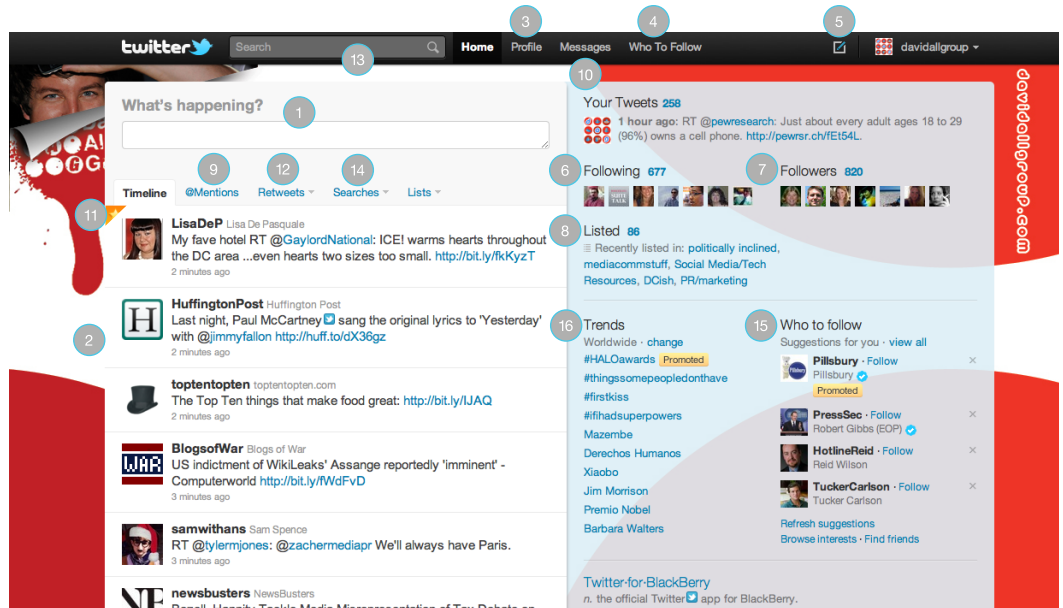 3
4
5
twitter
Search
Home
Profile
Messages
Who To Follow
davidallgroup
13
10
What's happening?
1
9
12
14
Timeline
@Mentions
Retweets
Searches
Lists
11
LisaDeP Lisa De Pasquale
My fave hotel RT @GaylordNational: ICE! warms hearts throughout
the DC area ...even hearts two sizes too small. http://bit.ly/fkKyzT
2 minutes ago
2
HuffingtonPost Huffington Post
Last night, Paul McCartney sang the original lyrics to 'Yesterday'
with @jimmyfallon http://huff.to/dX36gz
2 minutes ago
toptentopten toptentopten.com
The Top Ten things that make food great: http://bit.ly/IJAQ
2 minutes ago
WAR
BlogsofWar Blogs of War
US indictment of WikiLeaks' Assange reportedly 'imminent' -
Computerworld http://bit.ly/fWdFvD
3 minutes ago
samwithans Sam Spence
RT @tylermjones: @zachermediapr We'll always have Paris.
3 minutes ago
newsbusters NewsBusters
Your Tweets 258
1 hour ago: RT @pewresearch: Just about every adult ages 18 to 29
(96%) owns a cell phone. http://pewrsr.ch/fEt54L.
6
Following 677
7
Followers 820
8
Listed 86
Recently listed in: politically inclined,
mediacommstuff, Social Media/Tech
Resources, DCish, PR/marketing
16
Trends
Worldwide · change
#HALOawards Promoted
#thingssomepeopledonthave
#firstkiss
#ifihadsuperpowers
Mazembe
Derechos Humanos
Xiaobo
Jim Morrison
Premio Nobel
Barbara Walters
15
Who to follow
Suggestions for you · view all
Pillsbury · Follow
Pillsbury
Promoted
PressSec · Follow
Robert Gibbs (EOP)
HotlineReid · Follow
Reid Wilson
TuckerCarlson · Follow
Tucker Carlson
Refresh suggestions
Browse interests · Find friends
Twitter·for·BlackBerry
n. the official Twitter app for BlackBerry.
davidallgroup.com